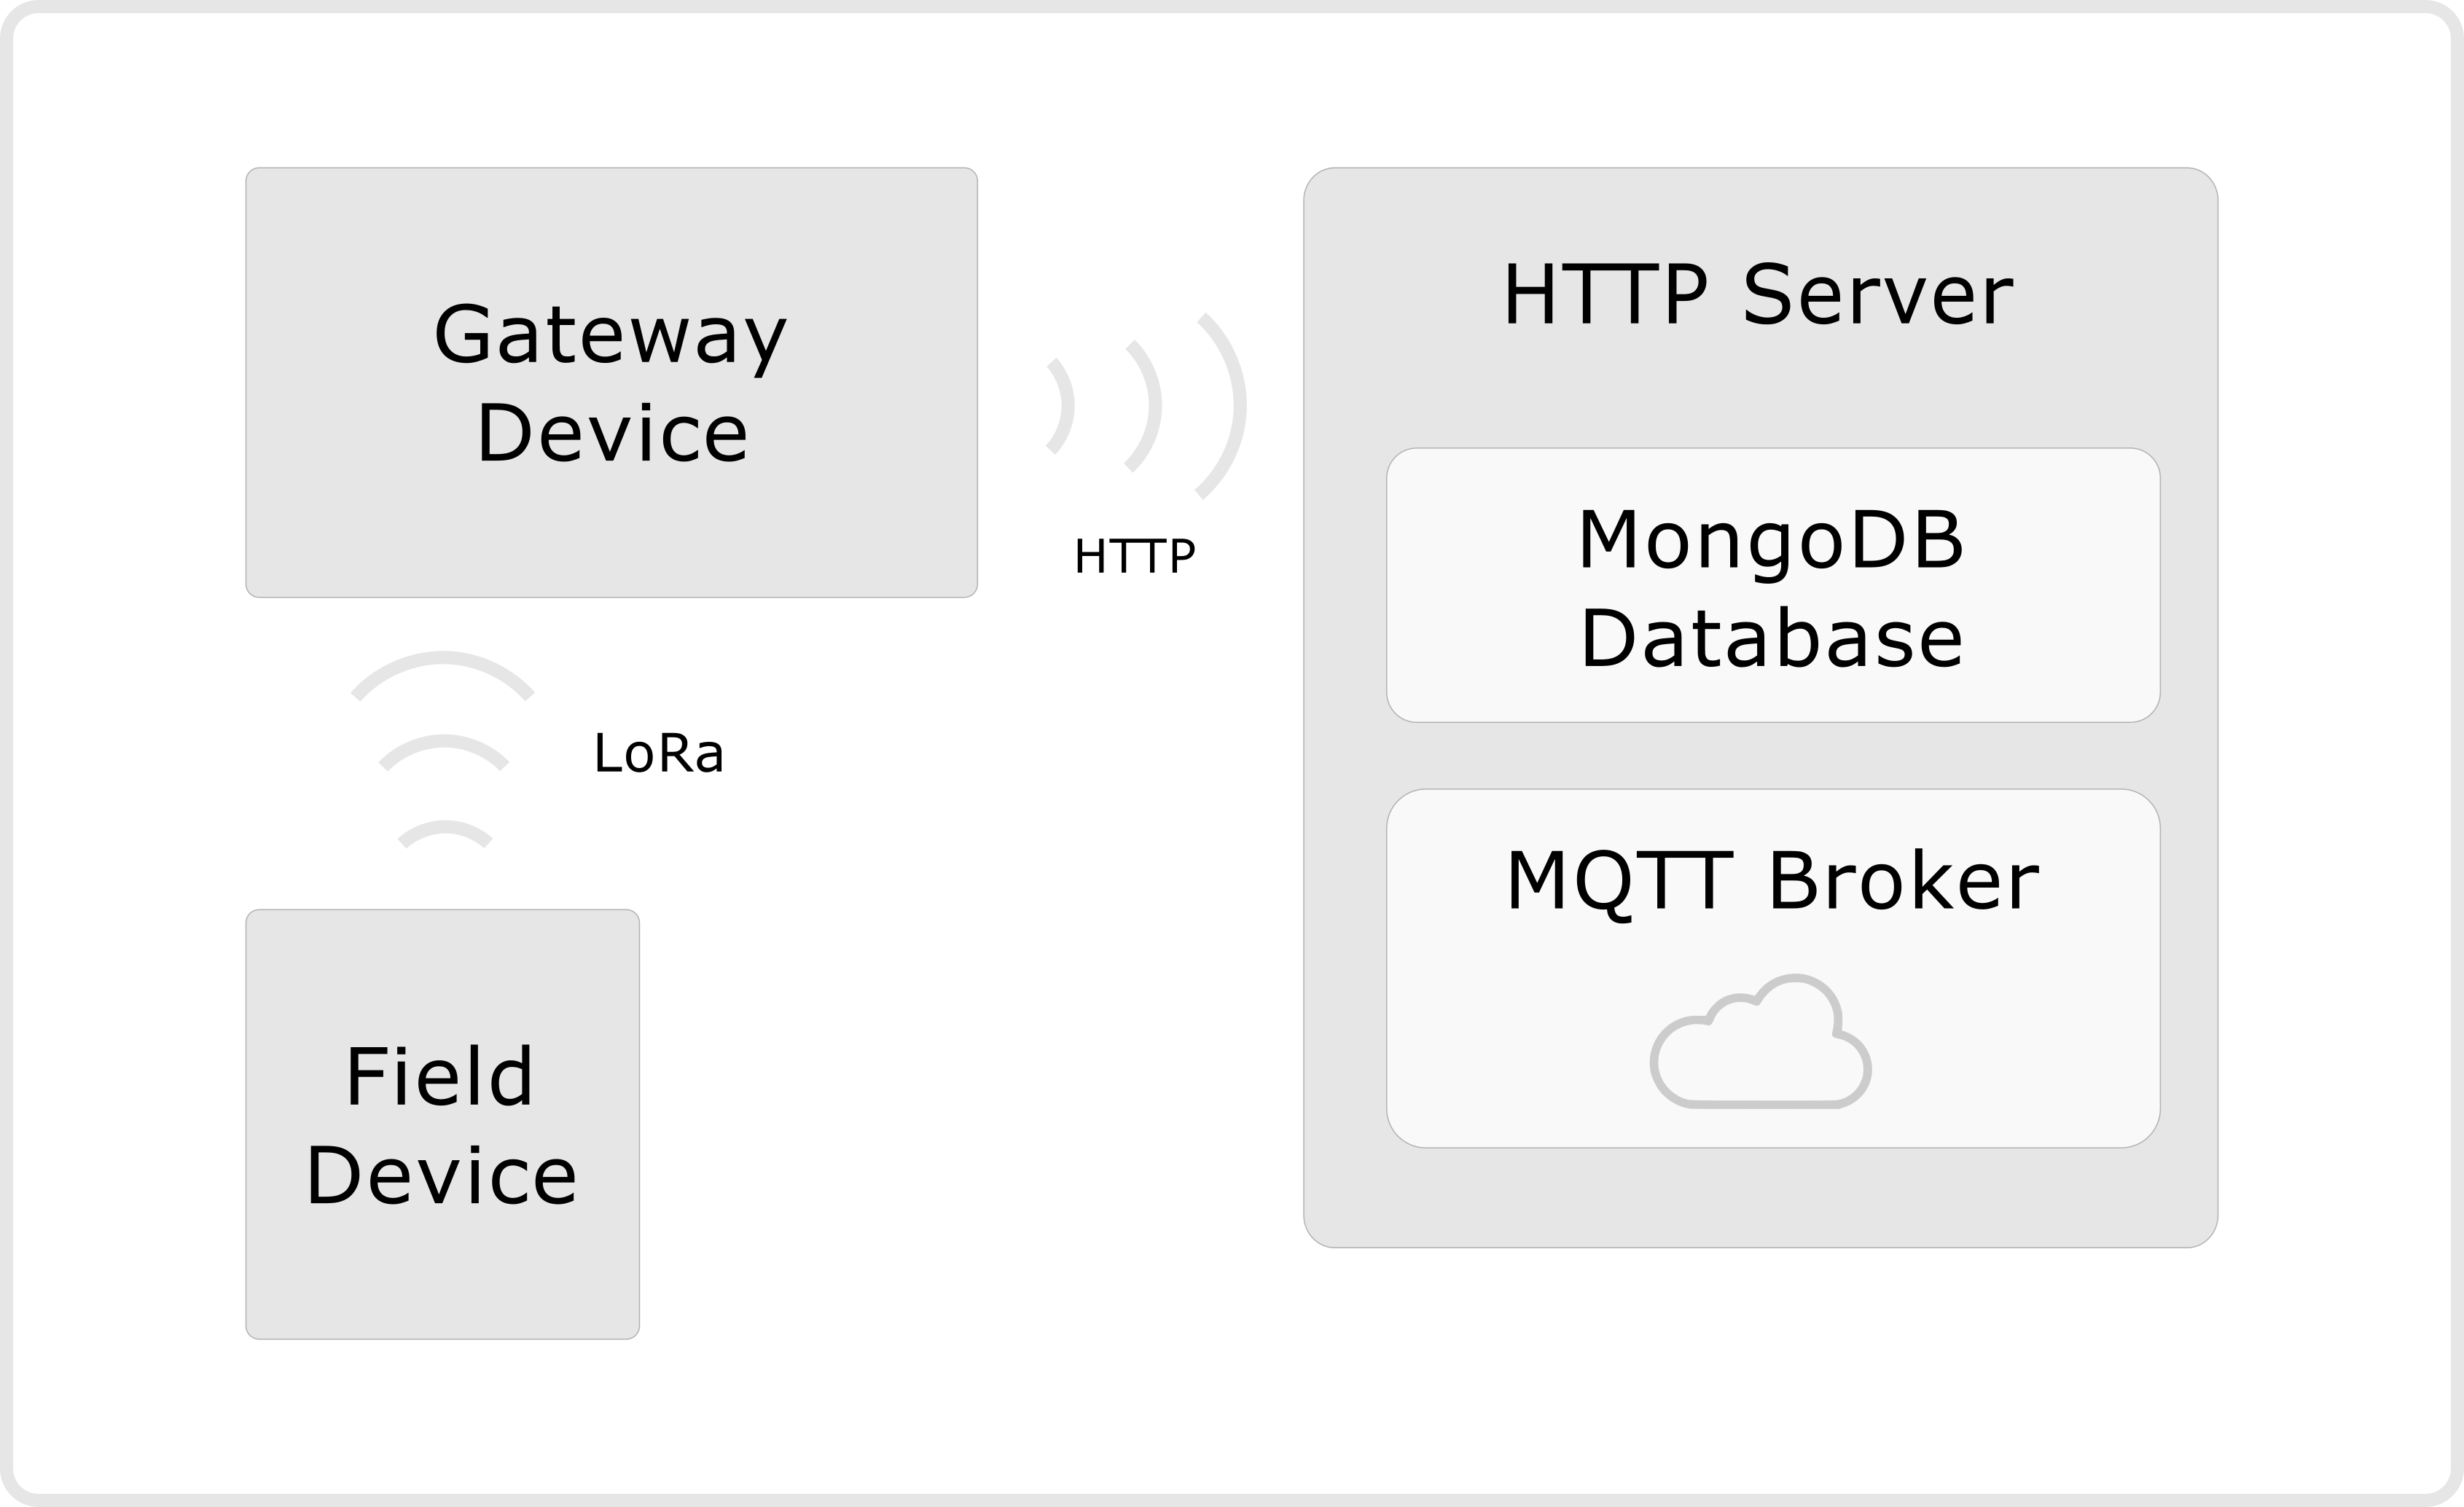 Gateway
Device
HTTP
LoRa
Field
Device
HTTP Server
MongoDB
Database
MQTT Broker